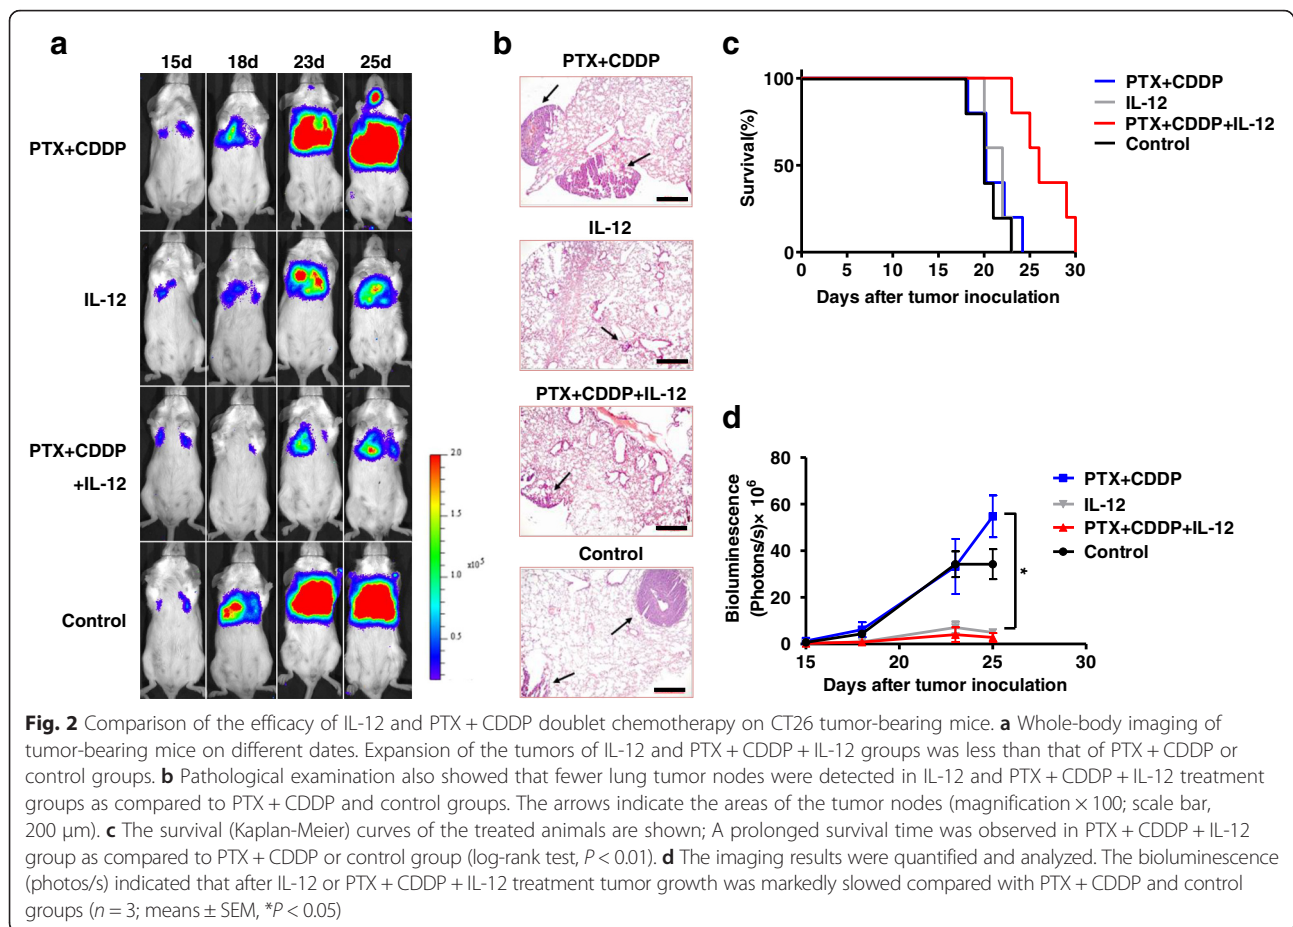 a
15d 18d 23d 25d
PTX+CDDP
IL-12
PTX+CDDP
+IL-12
Control
2.0
1.5
1.0
x10⁵
0.5
b
PTX+CDDP
IL-12
PTX+CDDP+IL-12
Control
c
Survival(%)
100
50
0
0 5 10 15 20 25 30
Days after tumor inoculation
PTX+CDDP
IL-12
PTX+CDDP+IL-12
Control
d
Bioluminescence
(Photons/s)× 10⁶
80
60
40
20
0
15 20 25 30
Days after tumor inoculation
PTX+CDDP
IL-12
PTX+CDDP+IL-12
Control
*
Fig. 2 Comparison of the efficacy of IL-12 and PTX + CDDP doublet chemotherapy on CT26 tumor-bearing mice. a Whole-body imaging of
tumor-bearing mice on different dates. Expansion of the tumors of IL-12 and PTX + CDDP + IL-12 groups was less than that of PTX + CDDP or
control groups. b Pathological examination also showed that fewer lung tumor nodes were detected in IL-12 and PTX + CDDP + IL-12 treatment
groups as compared to PTX + CDDP and control groups. The arrows indicate the areas of the tumor nodes (magnification × 100; scale bar,
200 μm). c The survival (Kaplan-Meier) curves of the treated animals are shown; A prolonged survival time was observed in PTX + CDDP + IL-12
group as compared to PTX + CDDP or control group (log-rank test, P < 0.01). d The imaging results were quantified and analyzed. The bioluminescence
(photos/s) indicated that after IL-12 or PTX + CDDP + IL-12 treatment tumor growth was markedly slowed compared with PTX + CDDP and control
groups (n = 3; means ± SEM, *P < 0.05)